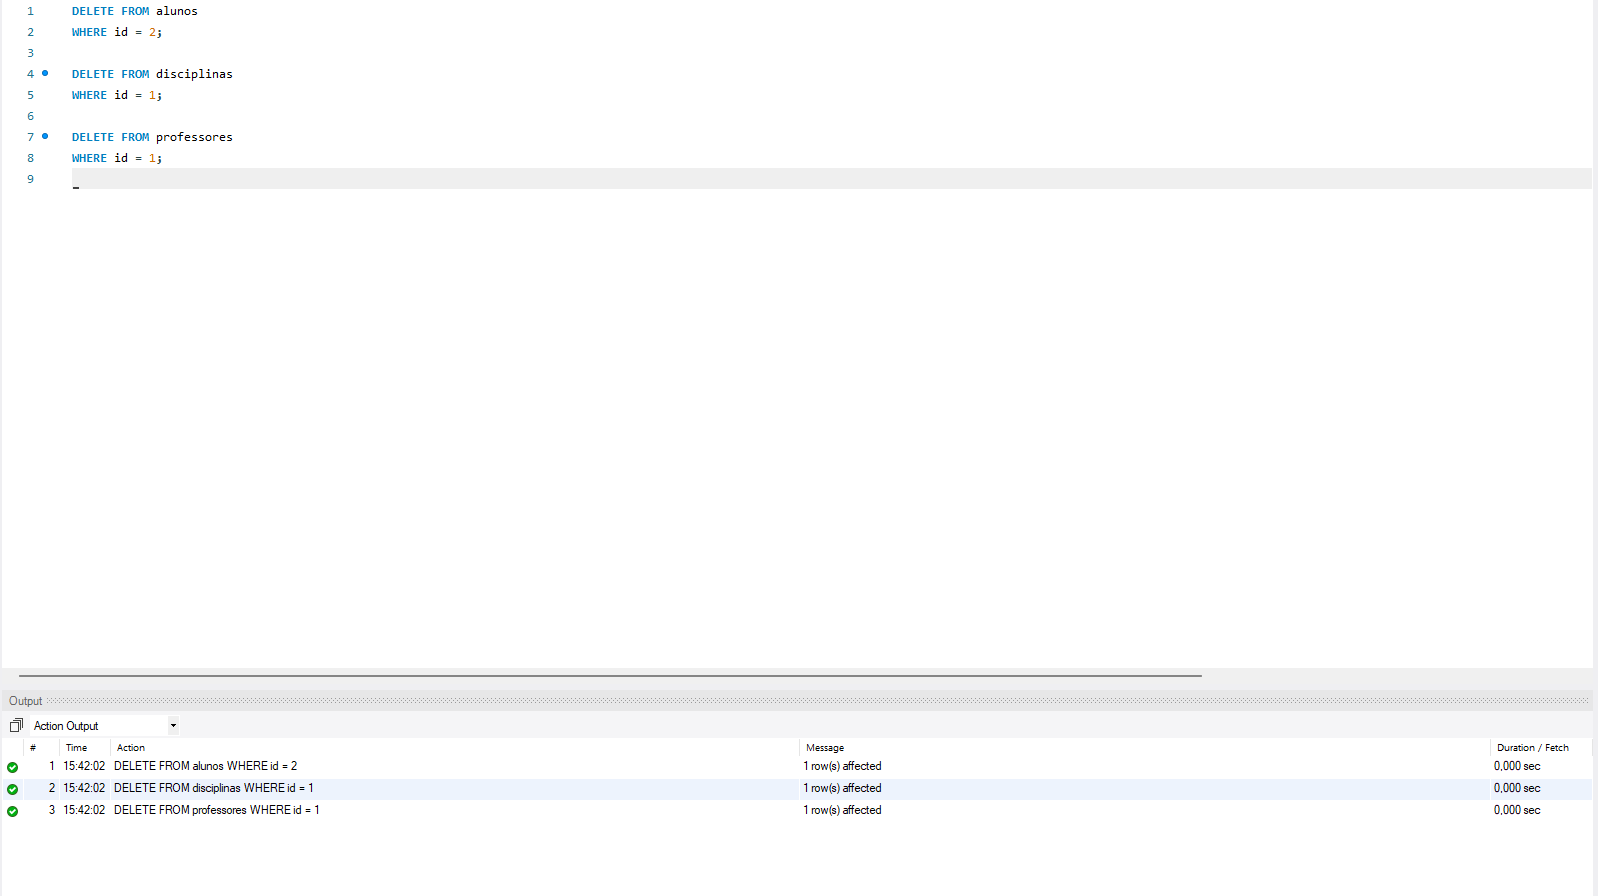 1 DELETE FROM alunos
2 WHERE id = 2;
3
4 DELETE FROM disciplinas
5 WHERE id = 1;
6
7 DELETE FROM professores
8 WHERE id = 1;
9
Output
Action Output
# Time Action Message Duration / Fetch
1 15:42:02 DELETE FROM alunos WHERE id = 2 1 row(s) affected 0,000 sec
2 15:42:02 DELETE FROM disciplinas WHERE id = 1 1 row(s) affected 0,000 sec
3 15:42:02 DELETE FROM professores WHERE id = 1 1 row(s) affected 0,000 sec